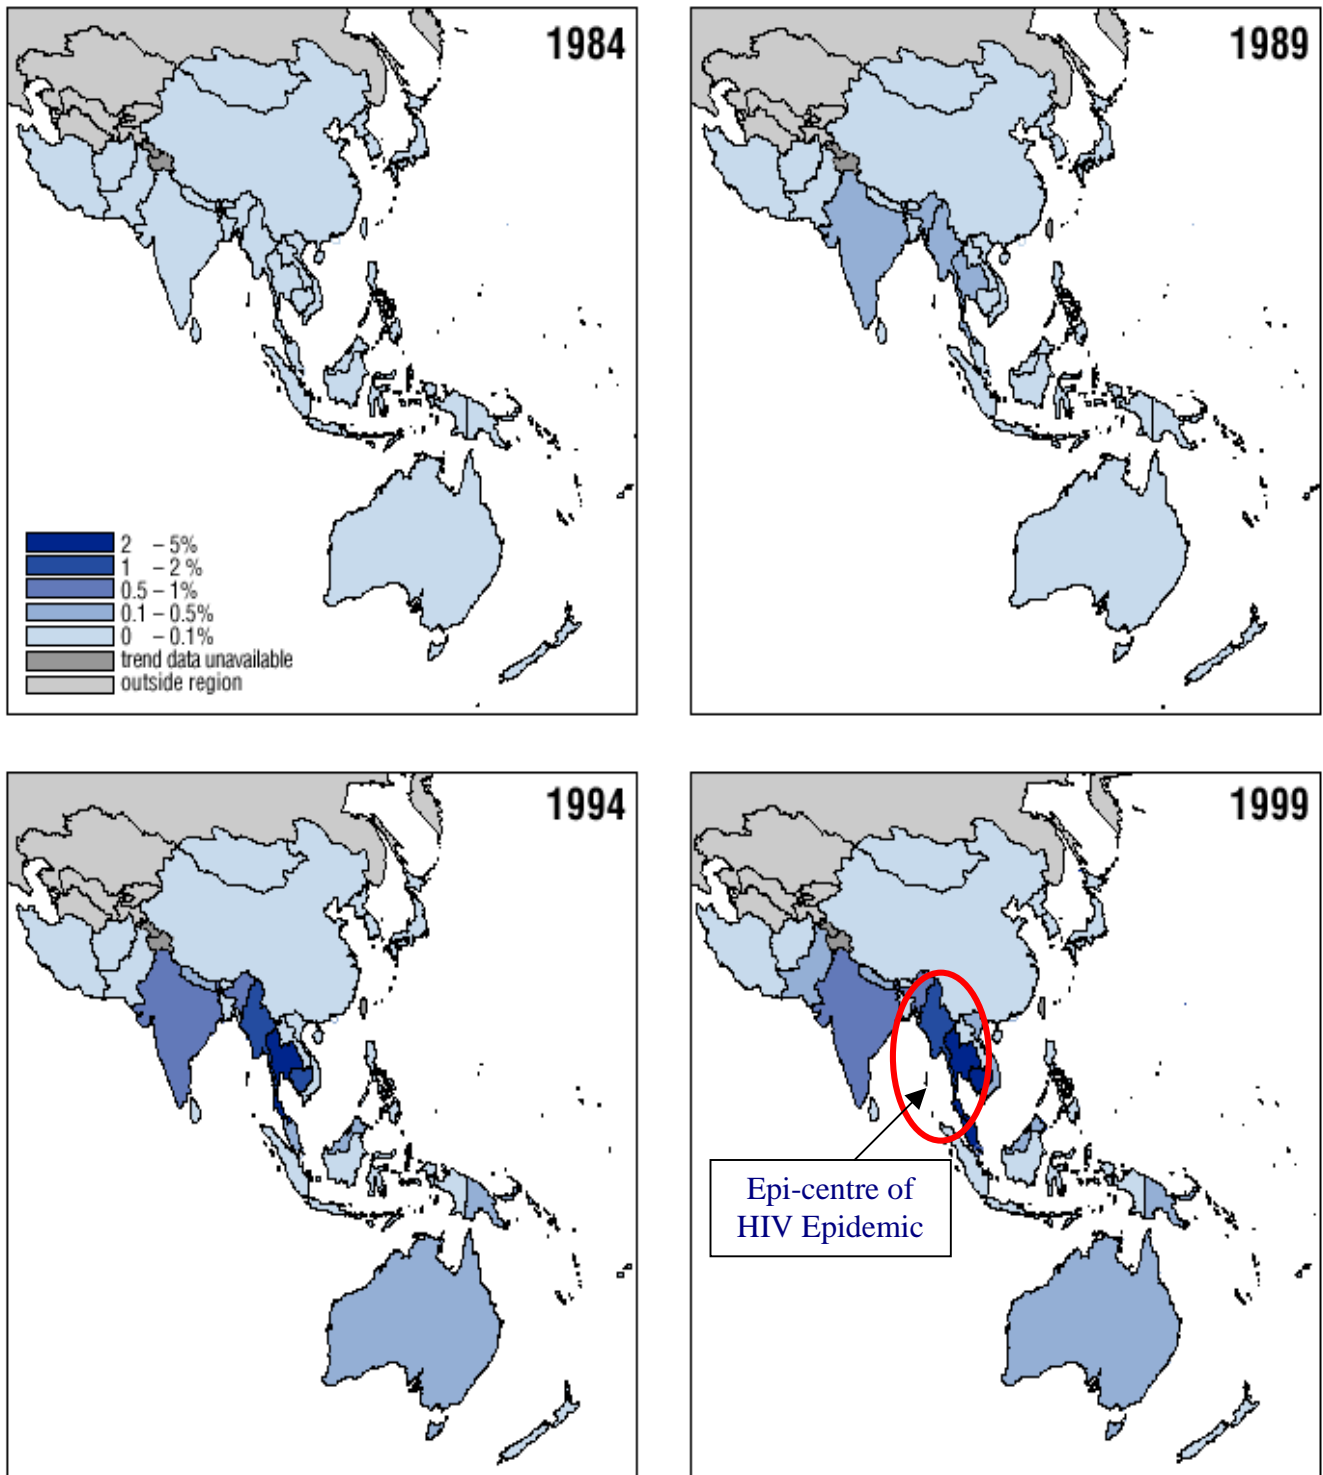 1984
1989
2 – 5%
1 – 2 %
0.5 – 1%
0.1 – 0.5%
0 – 0.1%
trend data unavailable
outside region
1994
1999
Epi-centre of
HIV Epidemic